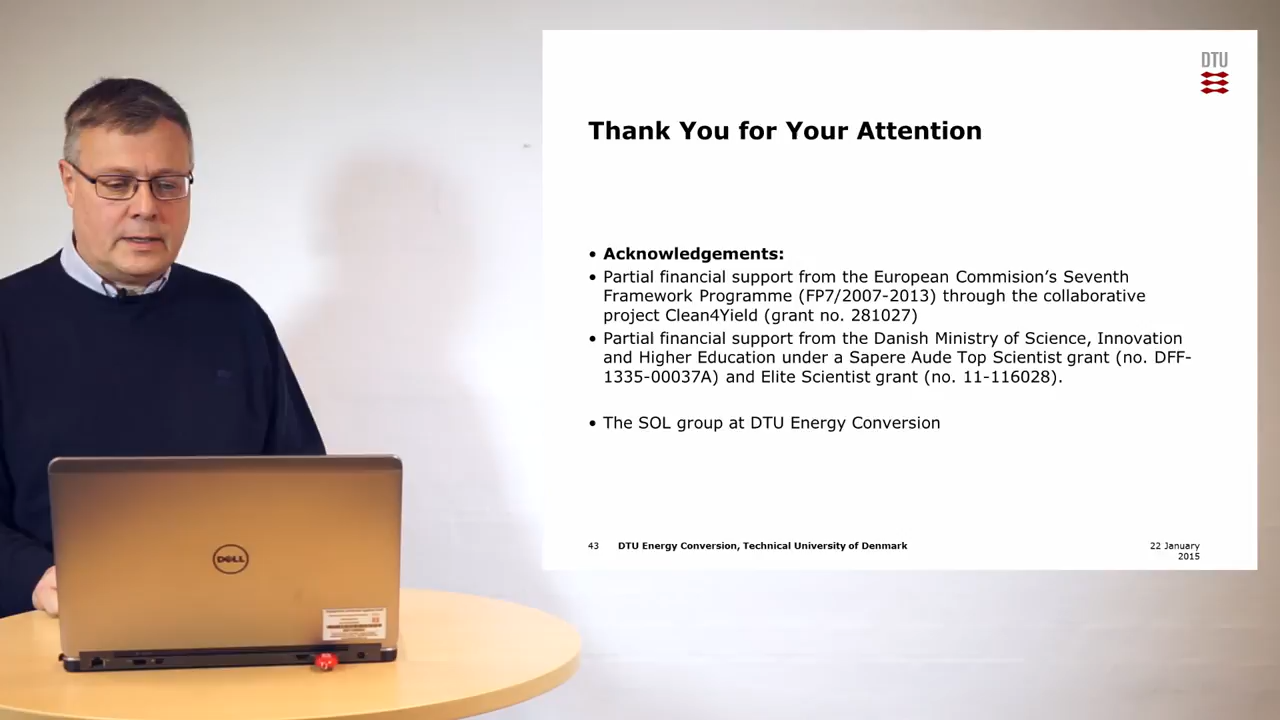 DTU
Thank You for Your Attention
• Acknowledgements:
• Partial financial support from the European Commision's Seventh
Framework Programme (FP7/2007-2013) through the collaborative
project Clean4Yield (grant no. 281027)
• Partial financial support from the Danish Ministry of Science, Innovation
and Higher Education under a Sapere Aude Top Scientist grant (no. DFF-
1335-00037A) and Elite Scientist grant (no. 11-116028).
• The SOL group at DTU Energy Conversion
43 DTU Energy Conversion, Technical University of Denmark
22 January
2015
DELL